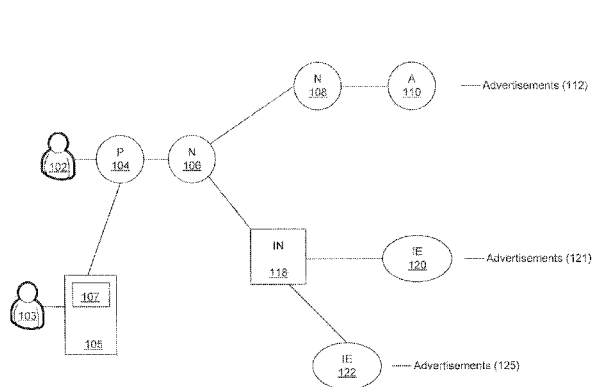 N
108
A
110
Advertisements (112)
102
P
104
N
106
IN
118
IE
120
Advertisements (121)
103
107
105
IE
122
Advertisements (125)